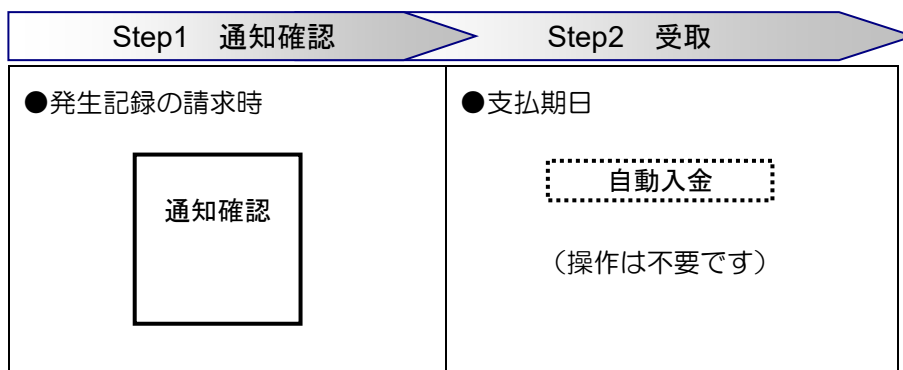 Step1 通知確認
Step2 受取
●発生記録の請求時
通知確認
●支払期日
自動入金
（操作は不要です）